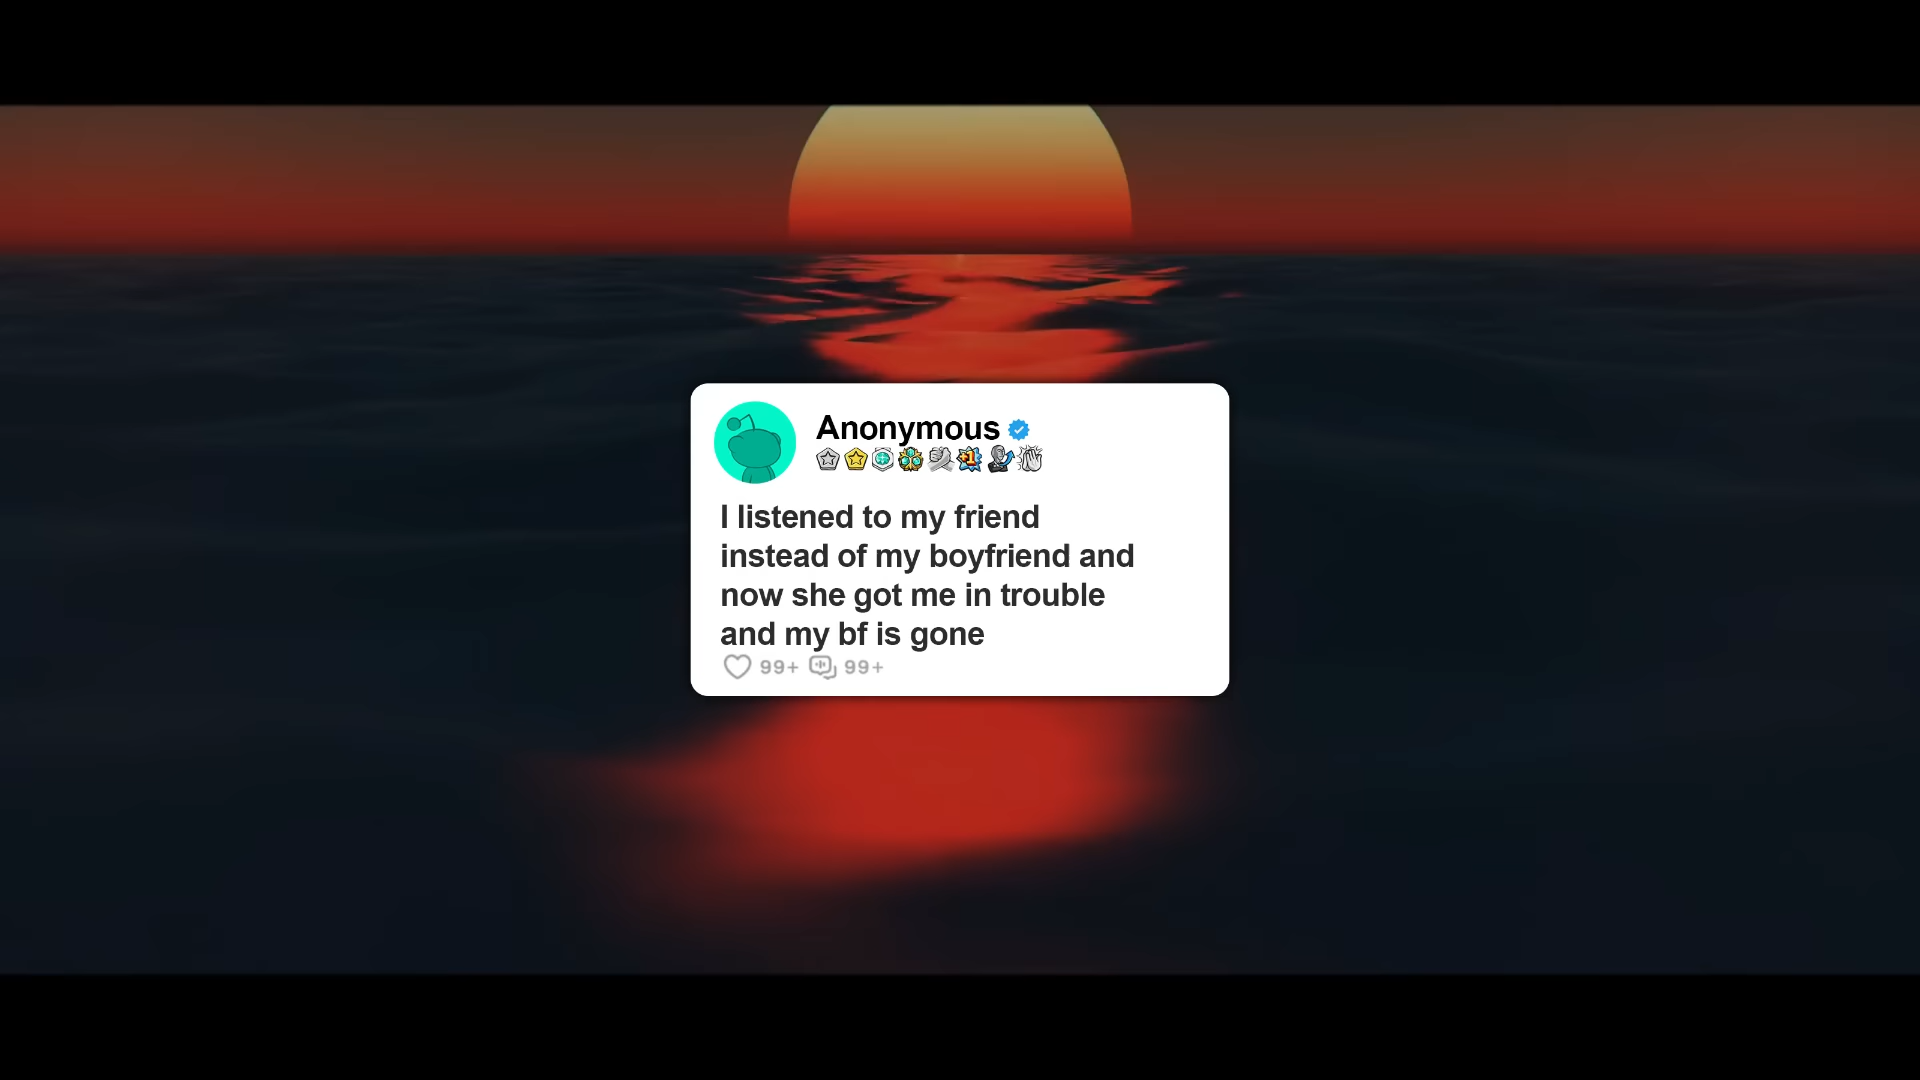 Anonymous
I listened to my friend
instead of my boyfriend and
now she got me in trouble
and my bf is gone
99+ 99+